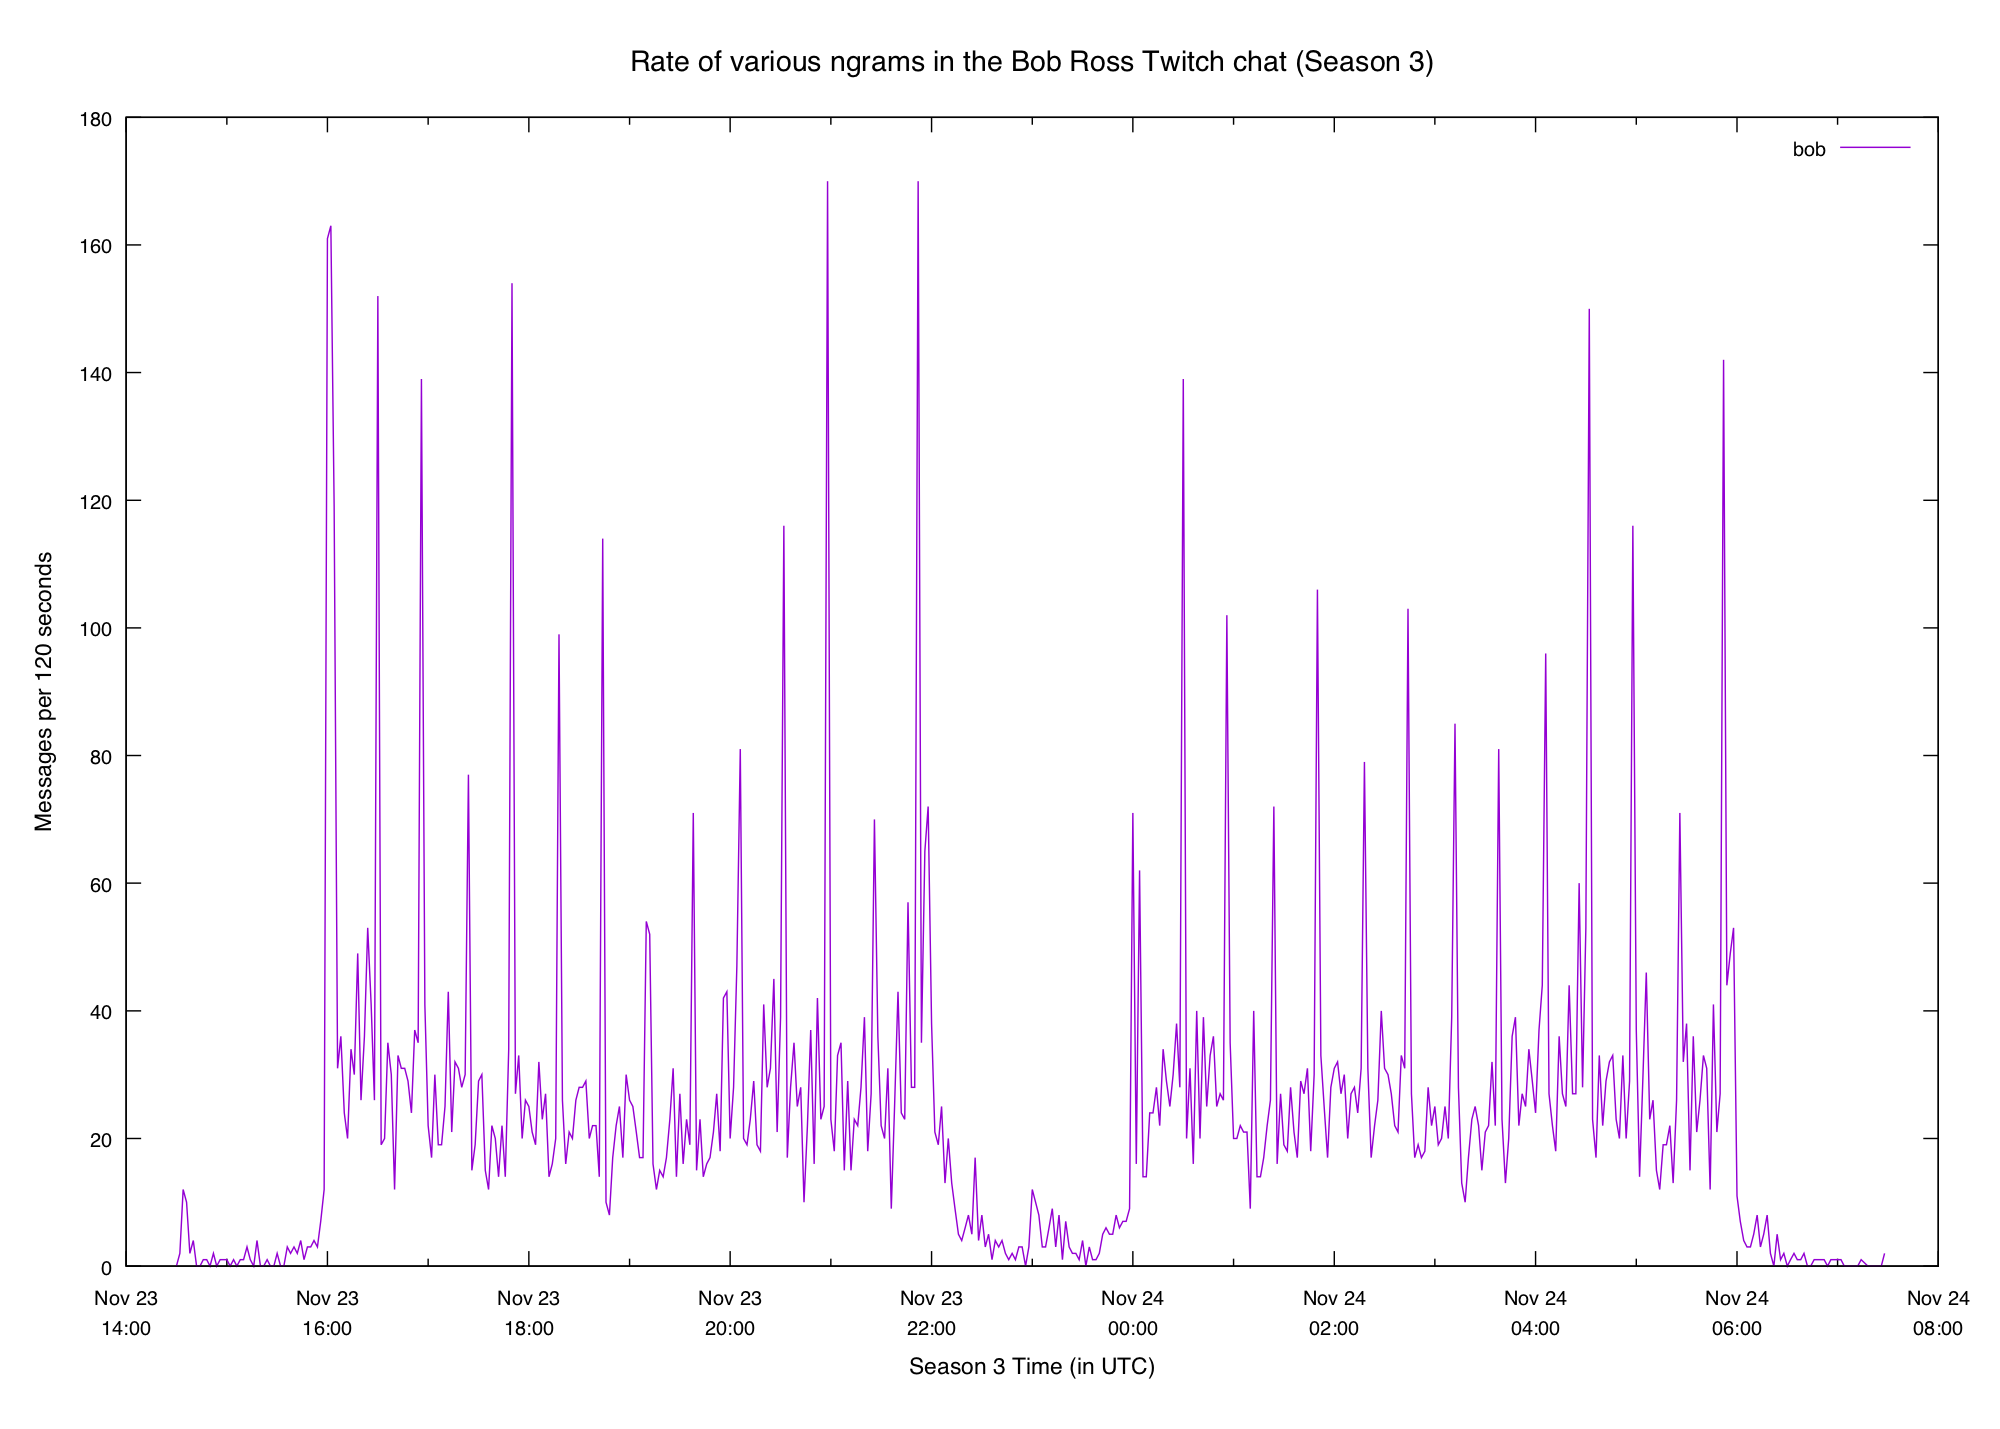 Rate of various ngrams in the Bob Ross Twitch chat (Season 3)
bob
180
160
140
120
100
80
60
40
20
0
Messages per 120 seconds
Nov 23 Nov 23 Nov 23 Nov 23 Nov 23 Nov 24 Nov 24 Nov 24 Nov 24 Nov 24
14:00 16:00 18:00 20:00 22:00 00:00 02:00 04:00 06:00 08:00
Season 3 Time (in UTC)